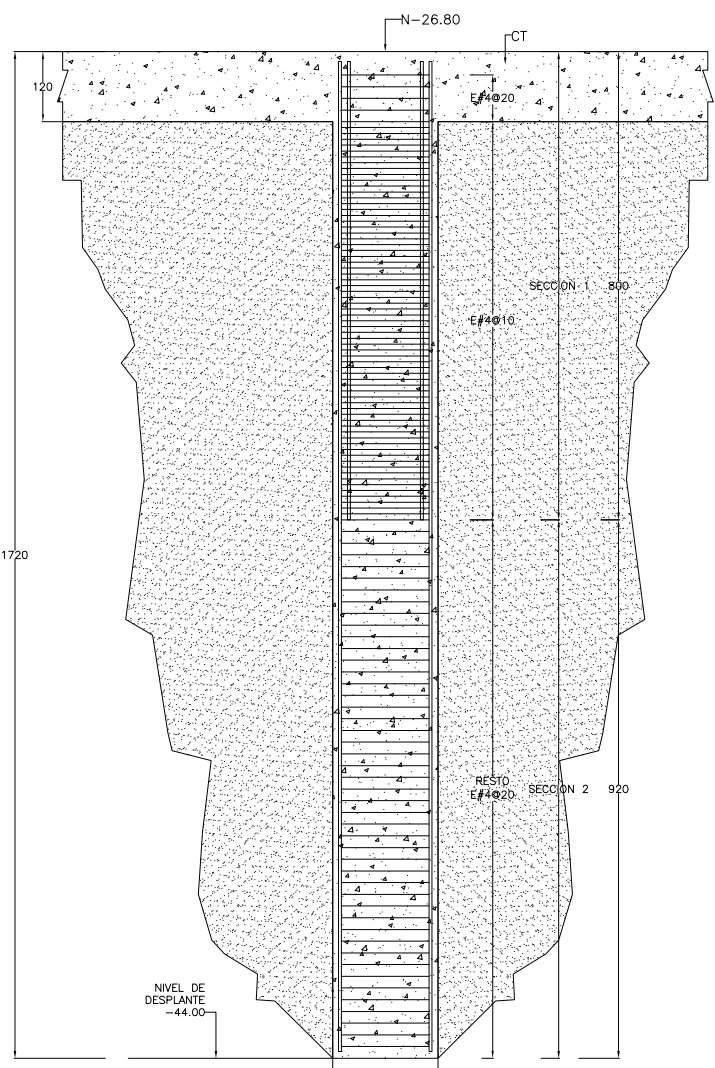 N-26.80
CT
120
E#4@20
SECCION 1 800
E#4@10
1720
RESTO
E#4@20
SECCION 2 920
NIVEL DE
DESPLANTE
-44.00